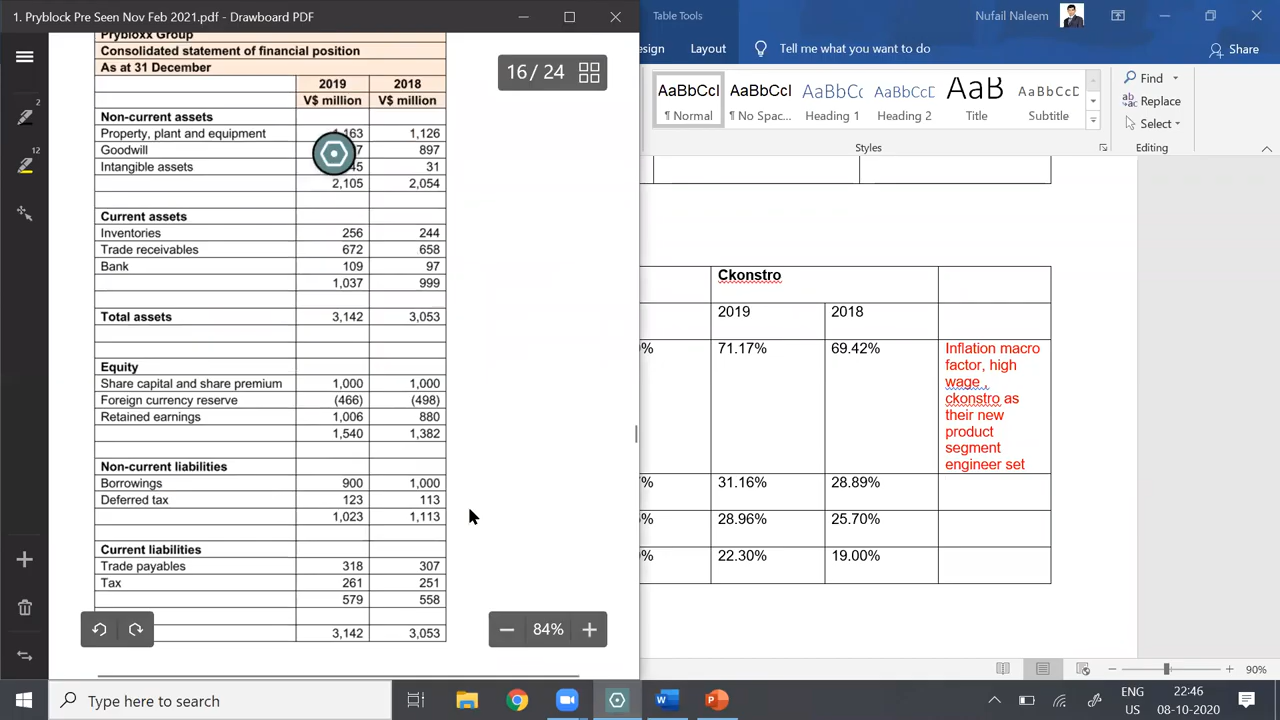 1. Pryblock Pre Seen Nov Feb 2021.pdf - Drawboard PDF
Table Tools
Nufail Naleem
Layout
Tell me what you want to do
Share
Prybloxx Group
Consolidated statement of financial position
As at 31 December
2019 2018
V$ million V$ million
Non-current assets
Property, plant and equipment 1,126
Goodwill 897
Intangible assets 31
2,105 2,054
Current assets
Inventories 256 244
Trade receivables 672 658
Bank 109 97
1,037 999
Total assets 3,142 3,053
Equity
Share capital and share premium 1,000 1,000
Foreign currency reserve (466) (498)
Retained earnings 1,006 880
1,540 1,382
Non-current liabilities
Borrowings 900 1,000
Deferred tax 123 113
1,023 1,113
Current liabilities
Trade payables 318 307
Tax 261 251
579 558
3,142 3,053
16 / 24
84%
2
12
AaBbCcI AaBbCcI AaBbCc AaBbCcD AaB AaBbCcD
¶ Normal ¶ No Spac... Heading 1 Heading 2 Title Subtitle
Styles
Find
Replace
Select
Editing
Ckonstro
2019 2018
71.17% 69.42%
Inflation macro
factor, high
wage ,
ckonstro as
their new
product
segment
engineer set
31.16% 28.89%
28.96% 25.70%
22.30% 19.00%
90%
Type here to search
ENG
US
22:46
08-10-2020